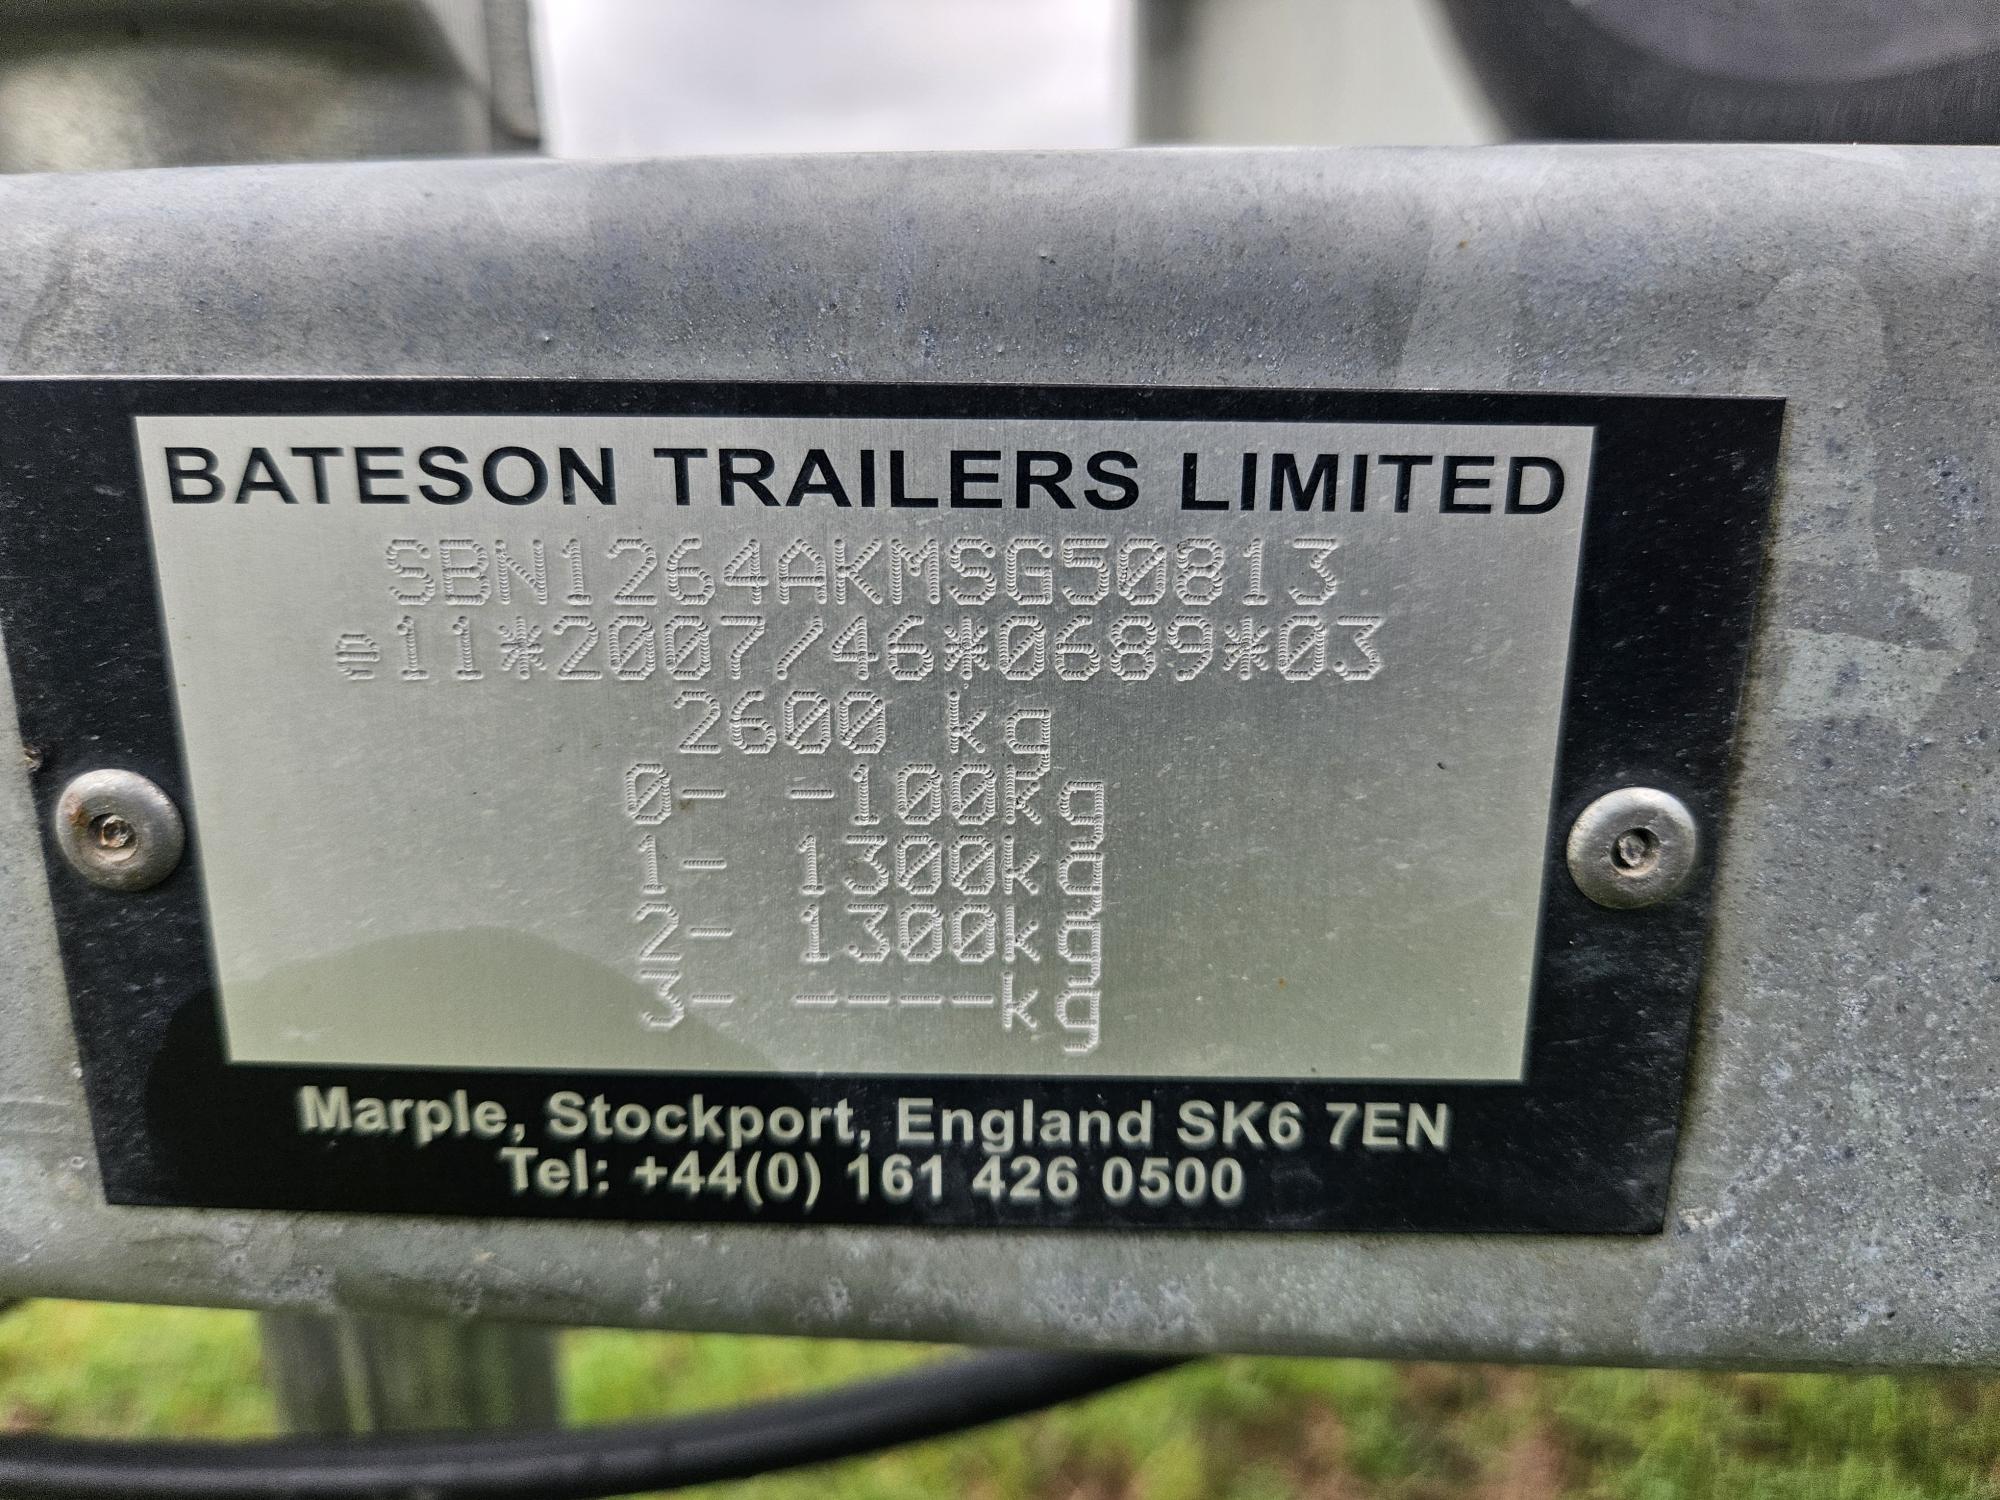 BATESON TRAILERS LIMITED
SBN1264AKMSG50813
e11*2007/46*0689*03
2600 kg
0- -100Kg
1- 1300kg
2- 1300kg
3- ----kg
Marple, Stockport, England SK6 7EN
Tel: +44(0) 161 426 0500